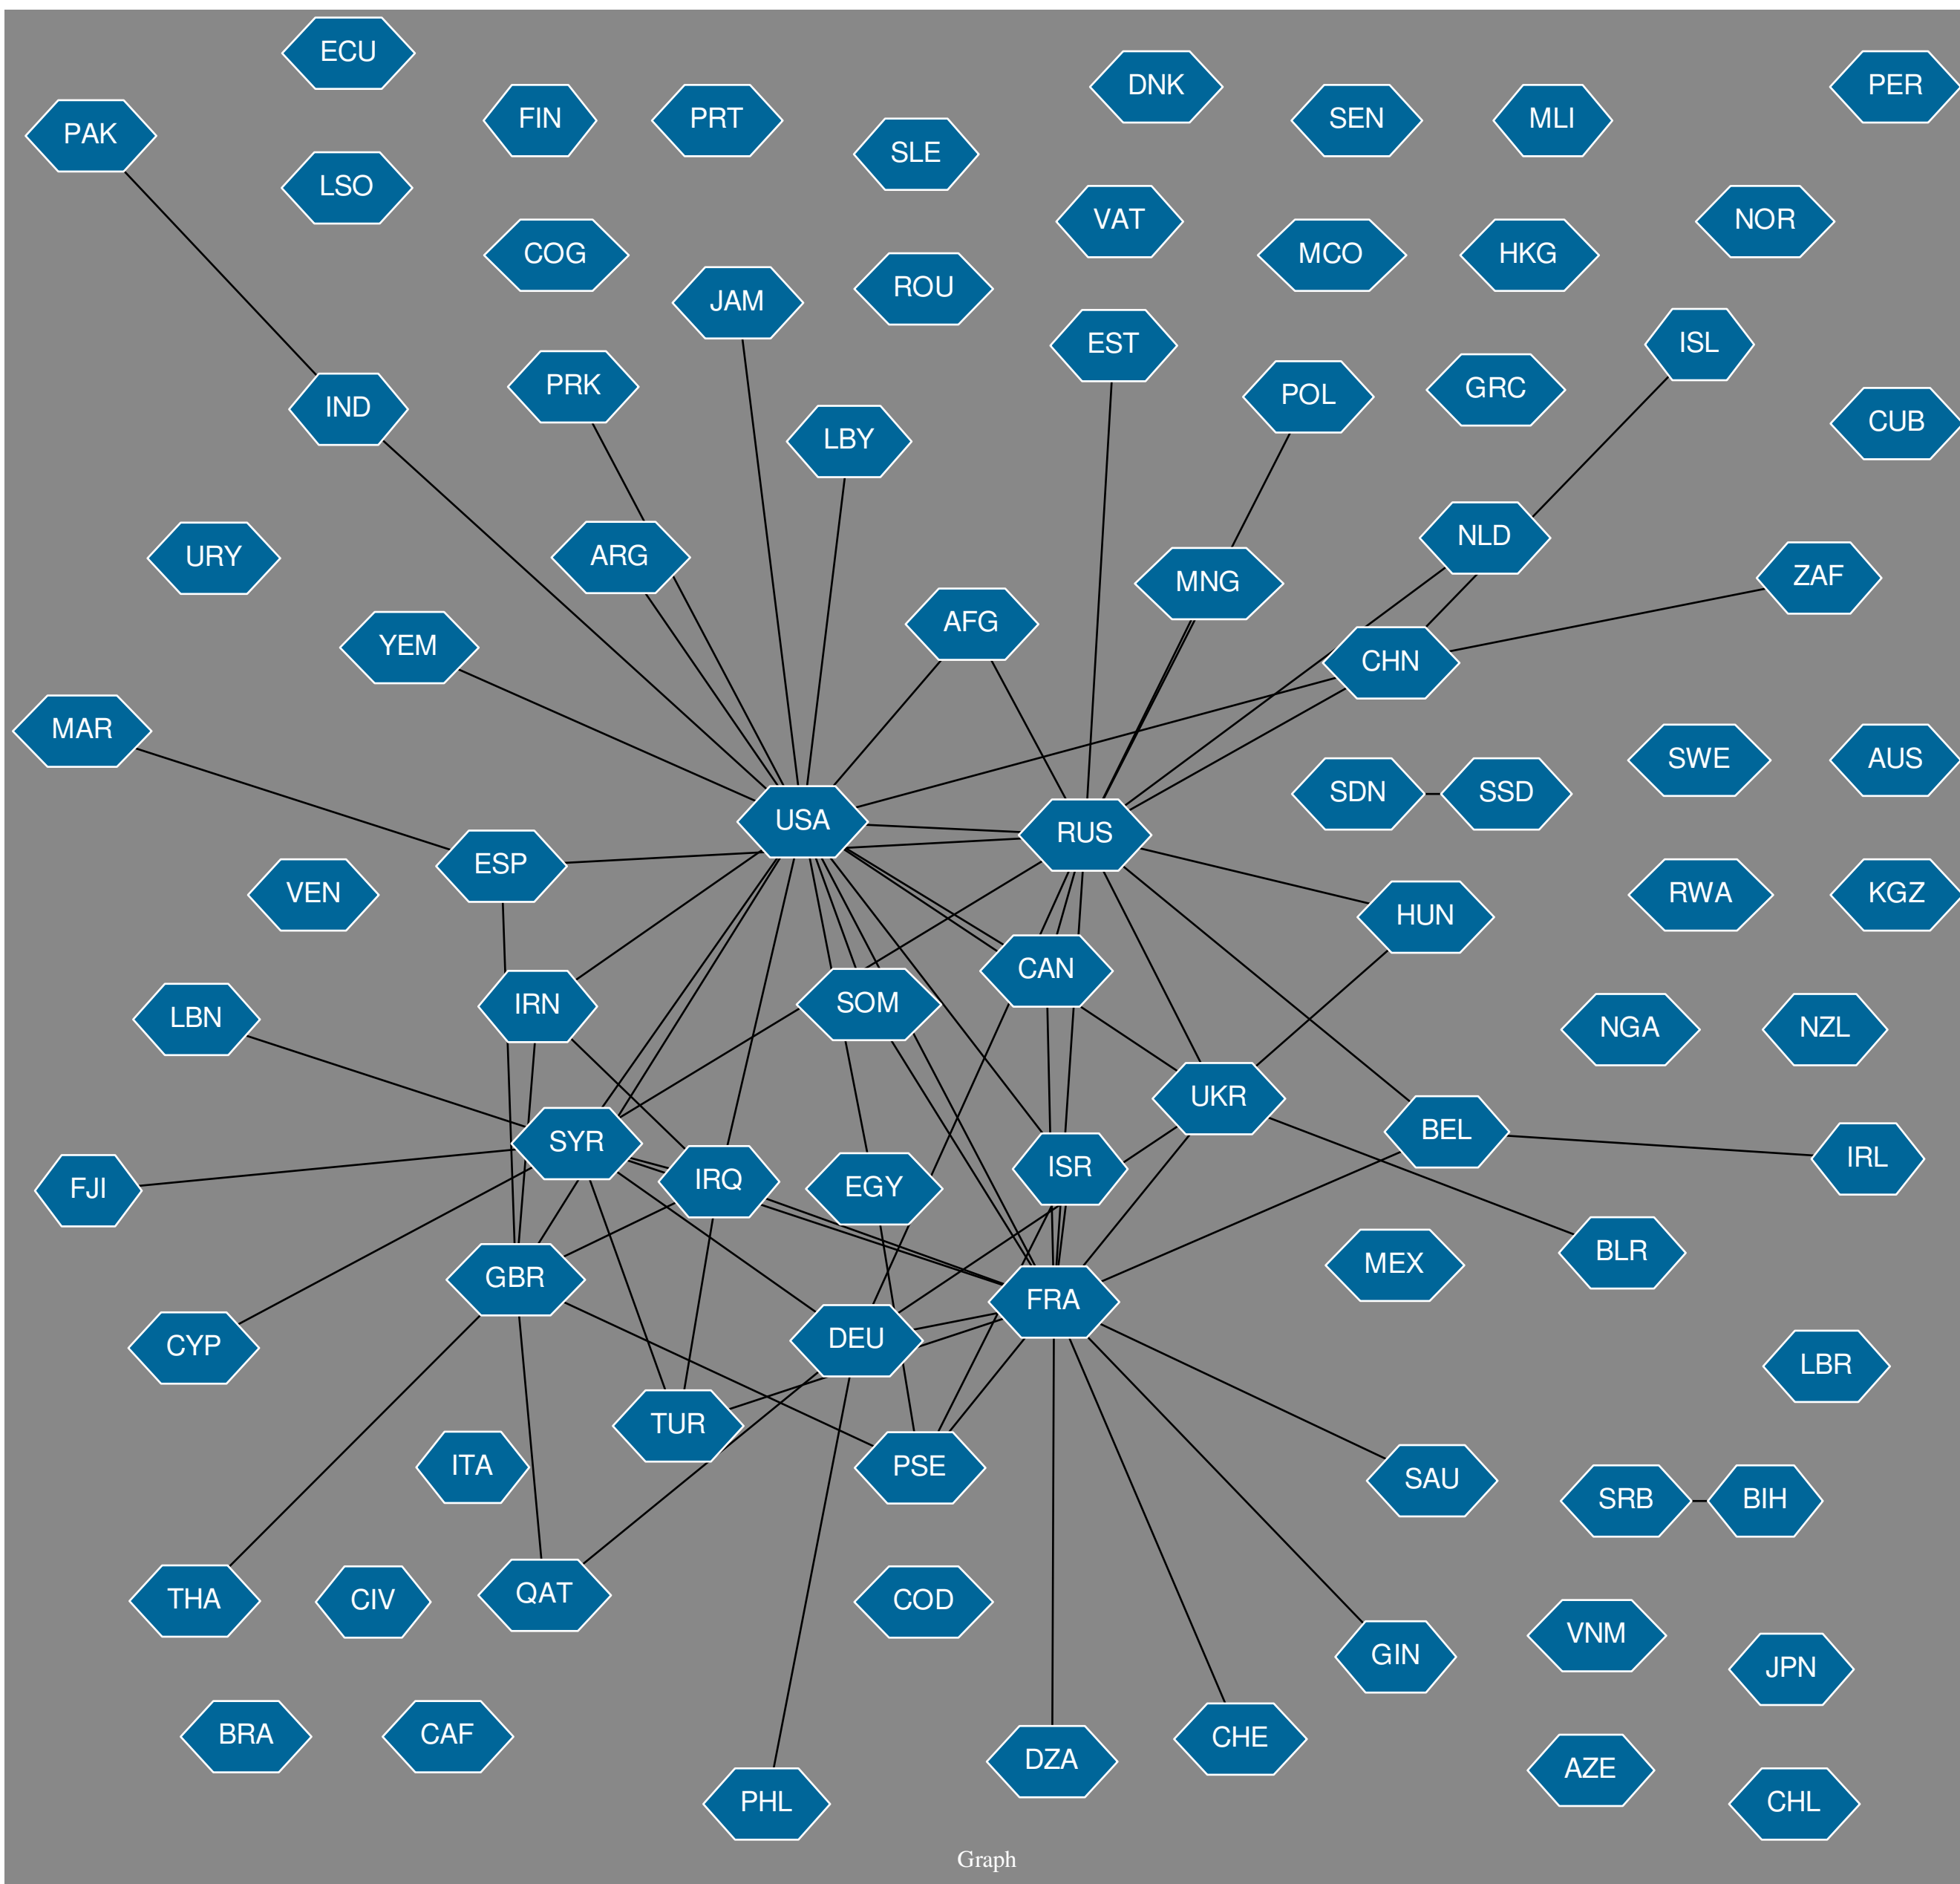 ECU
PAK
FIN
PRT
SLE
DNK
SEN
MLI
PER
LSO
COG
JAM
ROU
VAT
MCO
HKG
NOR
IND
PRK
LBY
EST
POL
GRC
ISL
CUB
URY
ARG
YEM
AFG
MNG
NLD
CHN
ZAF
MAR
ESP
USA
RUS
SDN
SSD
SWE
AUS
VEN
HUN
RWA
KGZ
LBN
IRN
SOM
CAN
NGA
NZL
FJI
SYR
IRQ
EGY
ISR
UKR
BEL
IRL
CYP
GBR
DEU
FRA
MEX
BLR
LBR
ITA
TUR
PSE
SAU
SRB
BIH
THA
CIV
QAT
COD
GIN
VNM
JPN
BRA
CAF
PHL
DZA
CHE
AZE
CHL
Graph